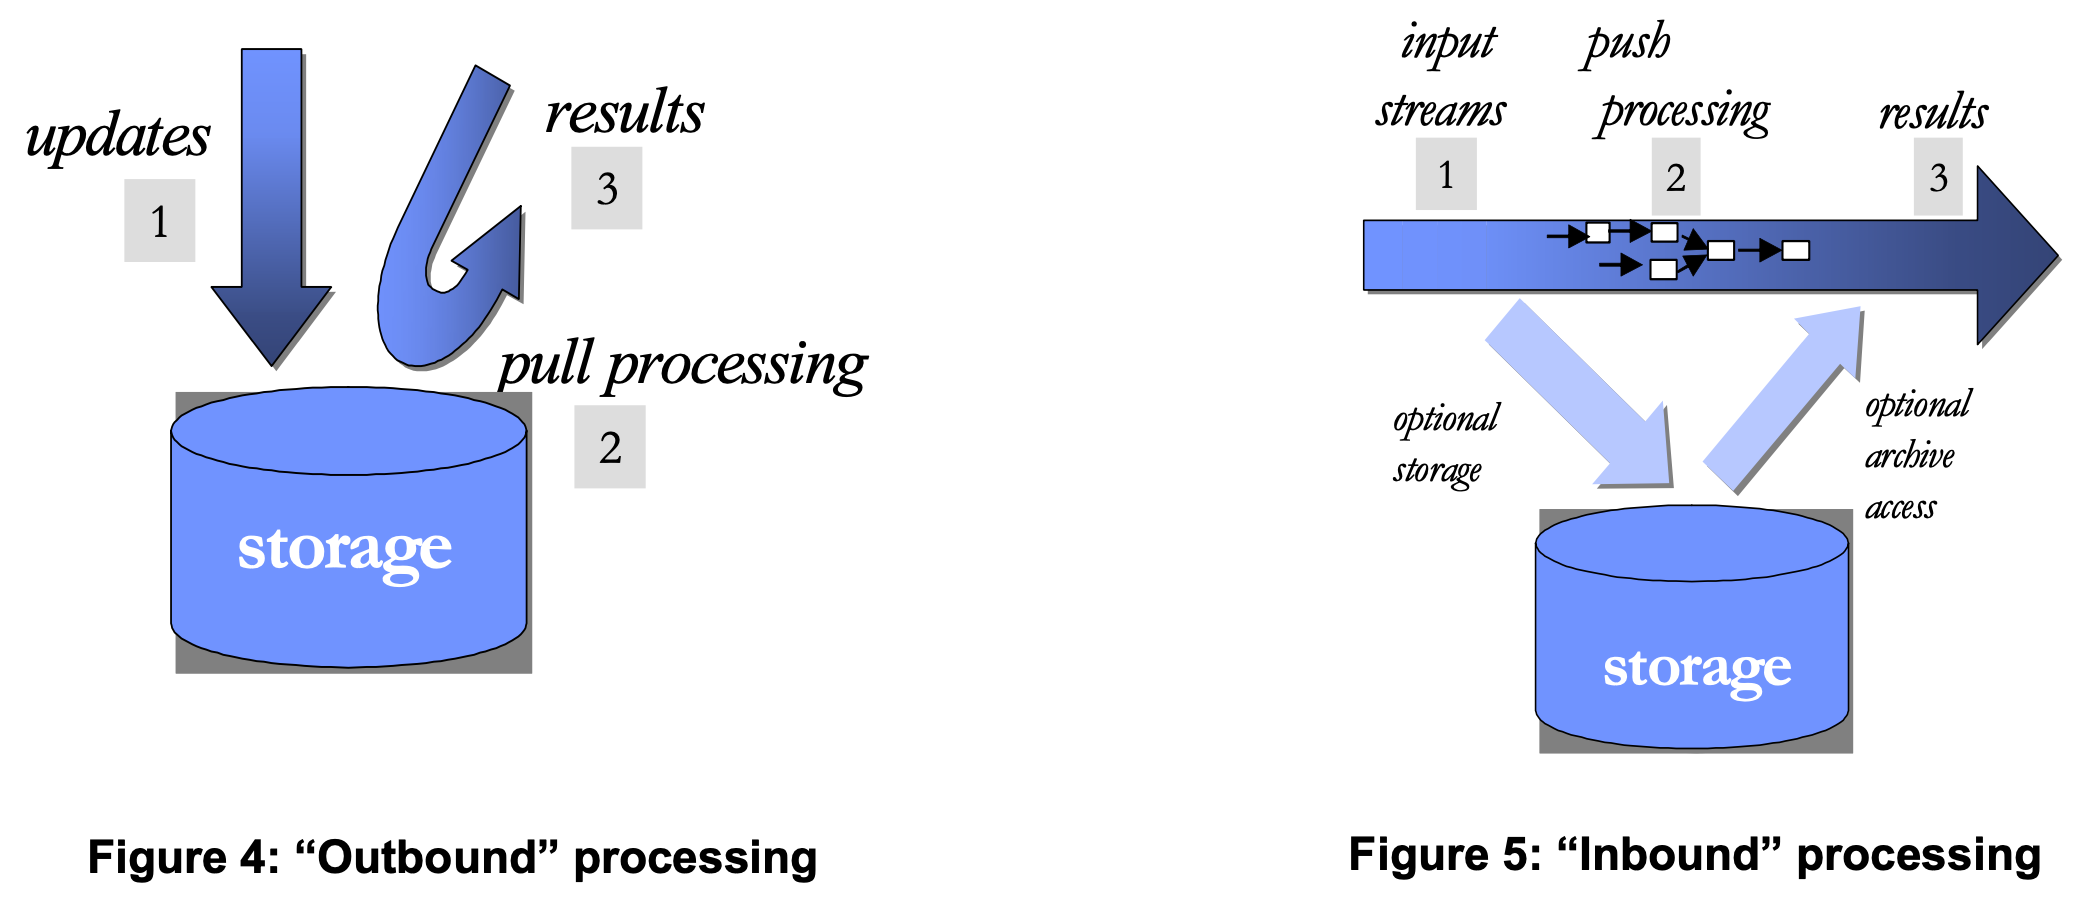 updates
1
results
3
pull processing
2
storage
Figure 4: “Outbound” processing
input
streams
1
push
processing
2
results
3
optional
storage
optional
archive
access
storage
Figure 5: “Inbound” processing